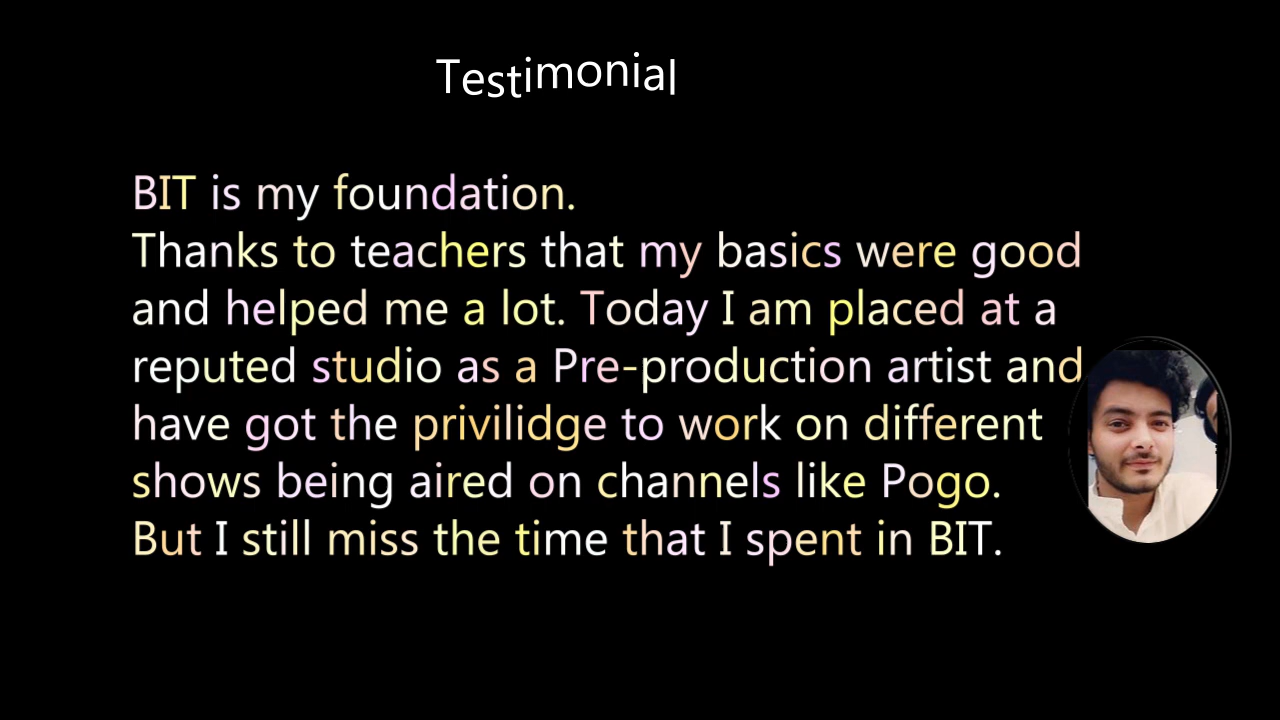 Testimonial
BIT is my foundation.
Thanks to teachers that my basics were good
and helped me a lot. Today I am placed at a
reputed studio as a Pre-production artist and
have got the privilidge to work on different
shows being aired on channels like Pogo.
But I still miss the time that I spent in BIT.